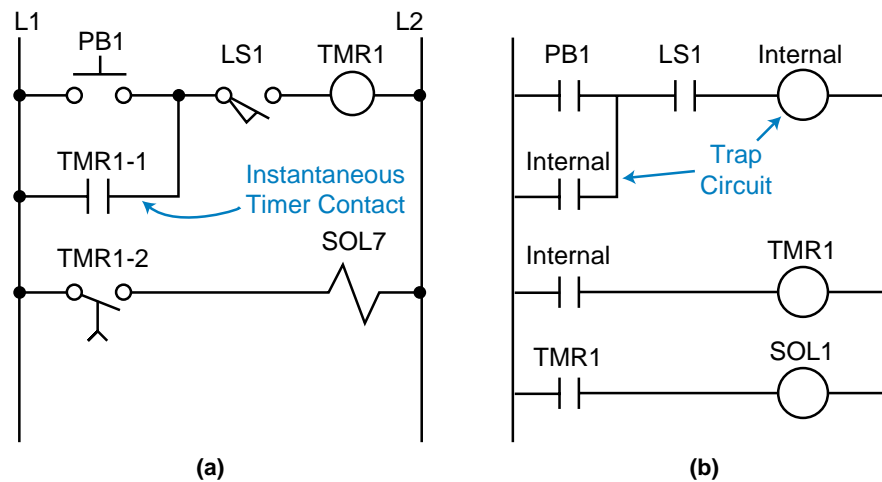 L1
L2
PB1
LS1
TMR1
TMR1-1
Instantaneous
Timer Contact
TMR1-2
SOL7
(a)
PB1
LS1
Internal
Internal
Trap
Circuit
Internal
TMR1
TMR1
SOL1
(b)